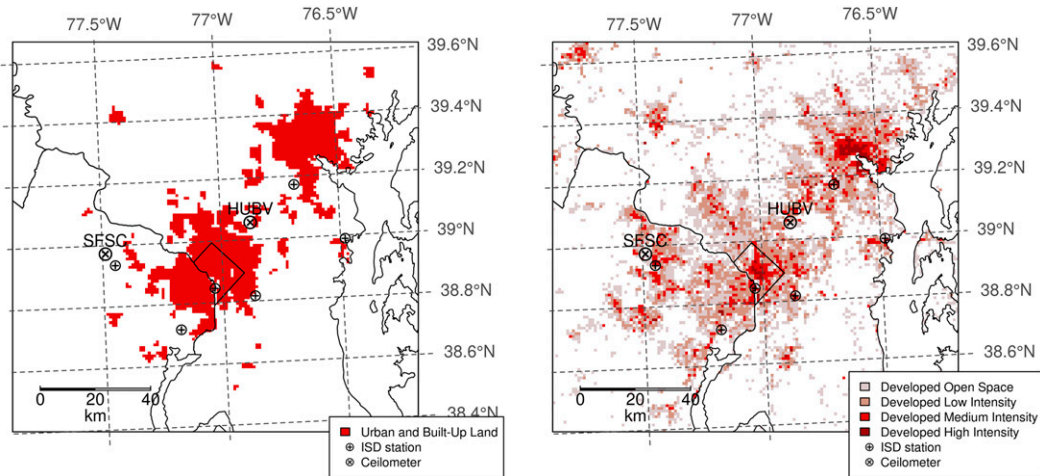 77.5°W 77°W 76.5°W
39.6°N
39.4°N
39.2°N
39°N
38.8°N
38.6°N
38.4°N
HUBV
SFSC
0 20 40
km
Urban and Built-Up Land
ISD station
Ceilometer
77.5°W 77°W 76.5°W
39.6°N
39.4°N
39.2°N
39°N
38.8°N
38.6°N
HUBV
SFSC
0 20 40
km
Developed Open Space
Developed Low Intensity
Developed Medium Intensity
Developed High Intensity
ISD station
Ceilometer